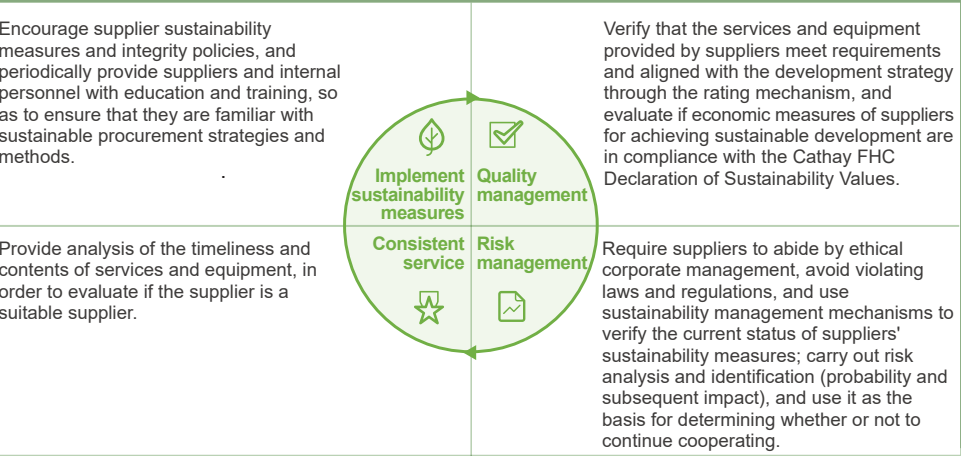 Encourage supplier sustainability
measures and integrity policies, and
periodically provide suppliers and internal
personnel with education and training, so
as to ensure that they are familiar with
sustainable procurement strategies and
methods.
.
Verify that the services and equipment
provided by suppliers meet requirements
and aligned with the development strategy
through the rating mechanism, and
evaluate if economic measures of suppliers
for achieving sustainable development are
in compliance with the Cathay FHC
Declaration of Sustainability Values.
Implement
sustainability
measures
Quality
management
Consistent
service
Risk
management
Provide analysis of the timeliness and
contents of services and equipment, in
order to evaluate if the supplier is a
suitable supplier.
Require suppliers to abide by ethical
corporate management, avoid violating
laws and regulations, and use
sustainability management mechanisms to
verify the current status of suppliers'
sustainability measures; carry out risk
analysis and identification (probability and
subsequent impact), and use it as the
basis for determining whether or not to
continue cooperating.